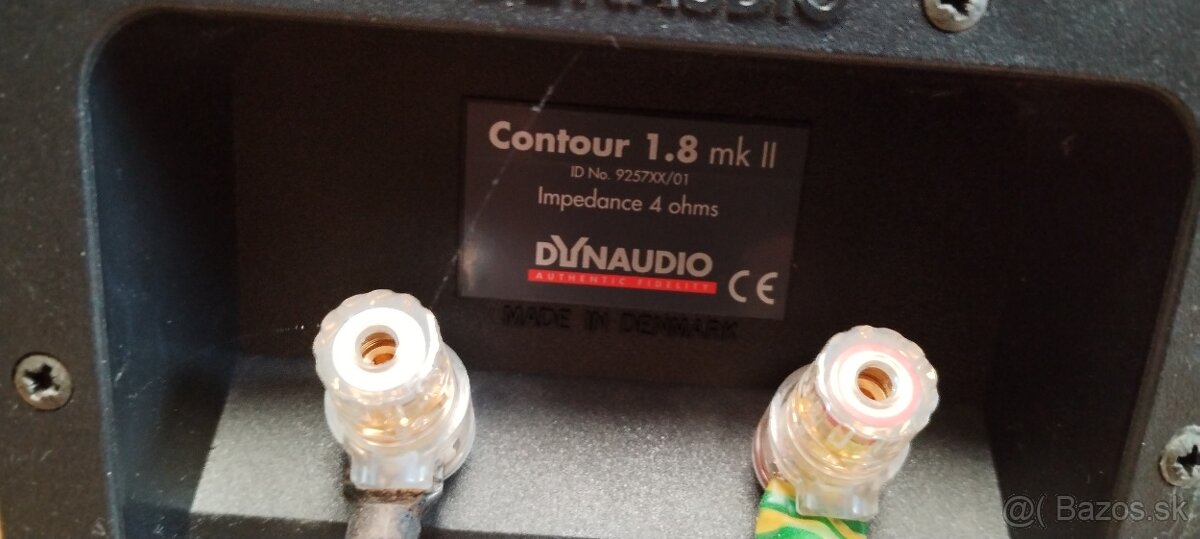 DYNAUDIO
Contour 1.8 mk II
ID No. 9257XX/01
Impedance 4 ohms
DYNAUDIO
AUTHENTIC FIDELITY
CE
MADE IN DENMARK
@( Bazos.sk